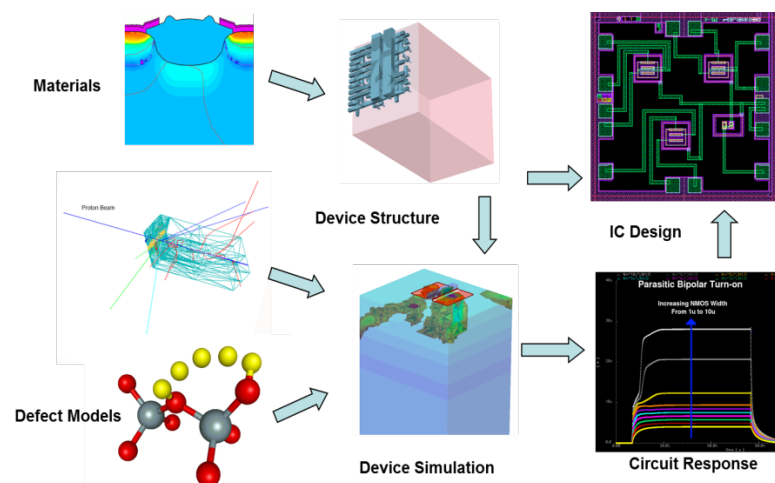 Materials
Proton Beam
Device Structure
IC Design
Parasitic Bipolar Turn-on
Increasing NMOS Width
From 1u to 10u
Defect Models
Device Simulation
Circuit Response